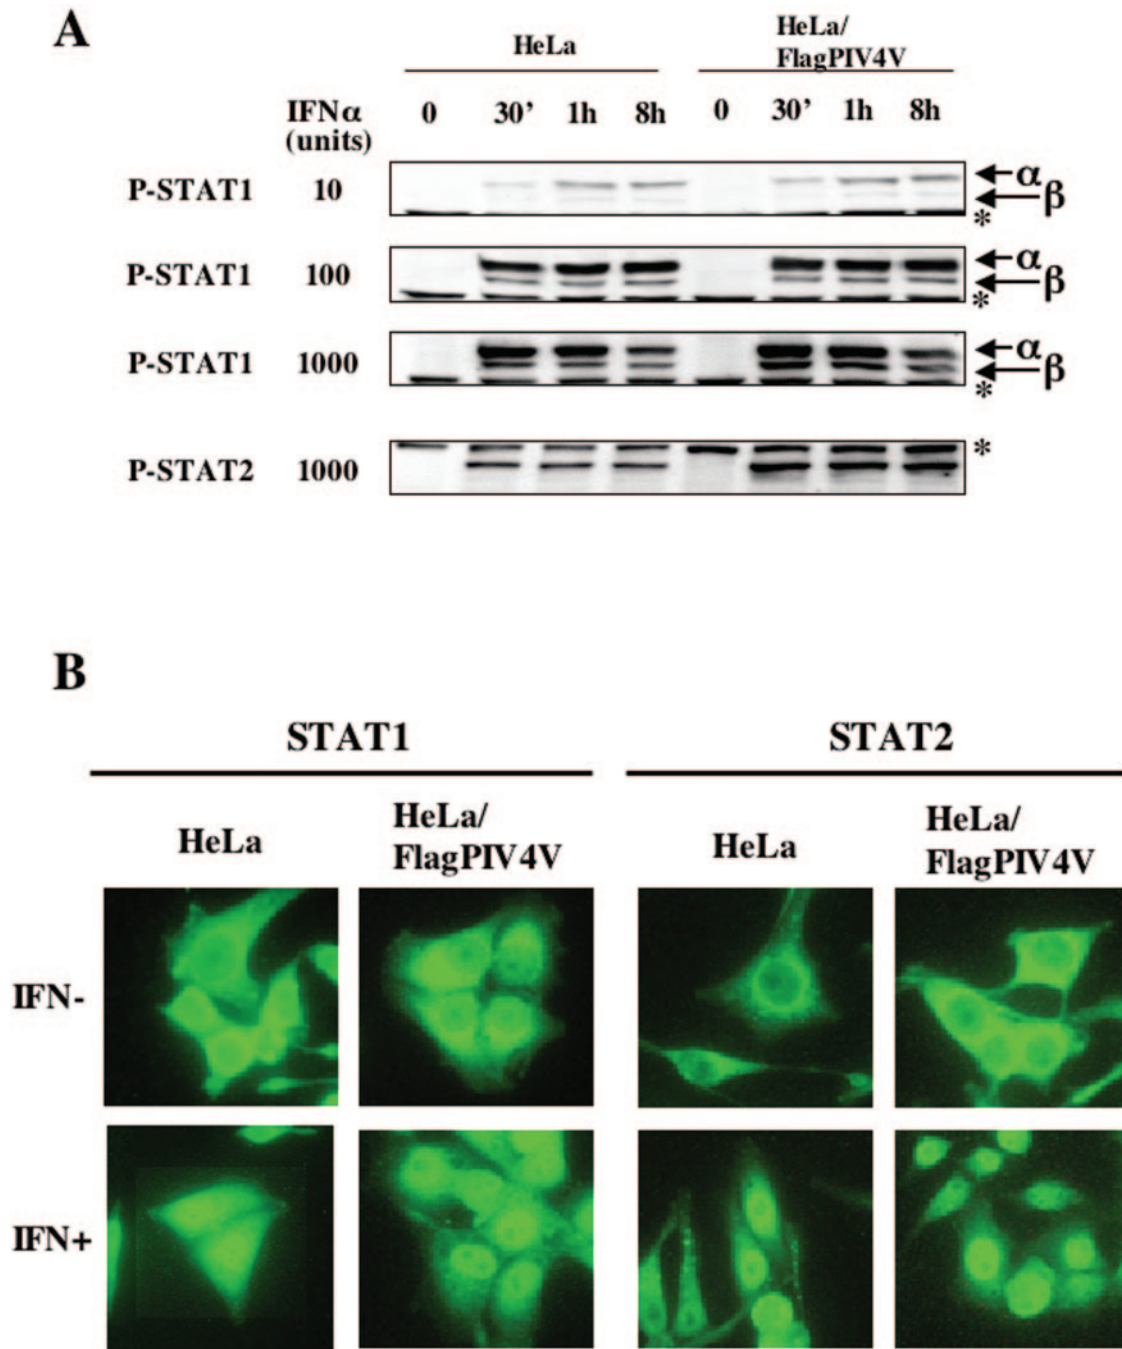 A
HeLa
HeLa/
FlagPIV4V
IFNα
(units)
0 30’ 1h 8h 0 30’ 1h 8h
P-STAT1 10 α
β
*
P-STAT1 100 α
β
*
P-STAT1 1000 α
β
*
*
P-STAT2 1000
B
STAT1 STAT2
HeLa
HeLa/
FlagPIV4V
HeLa
HeLa/
FlagPIV4V
IFN-
IFN+